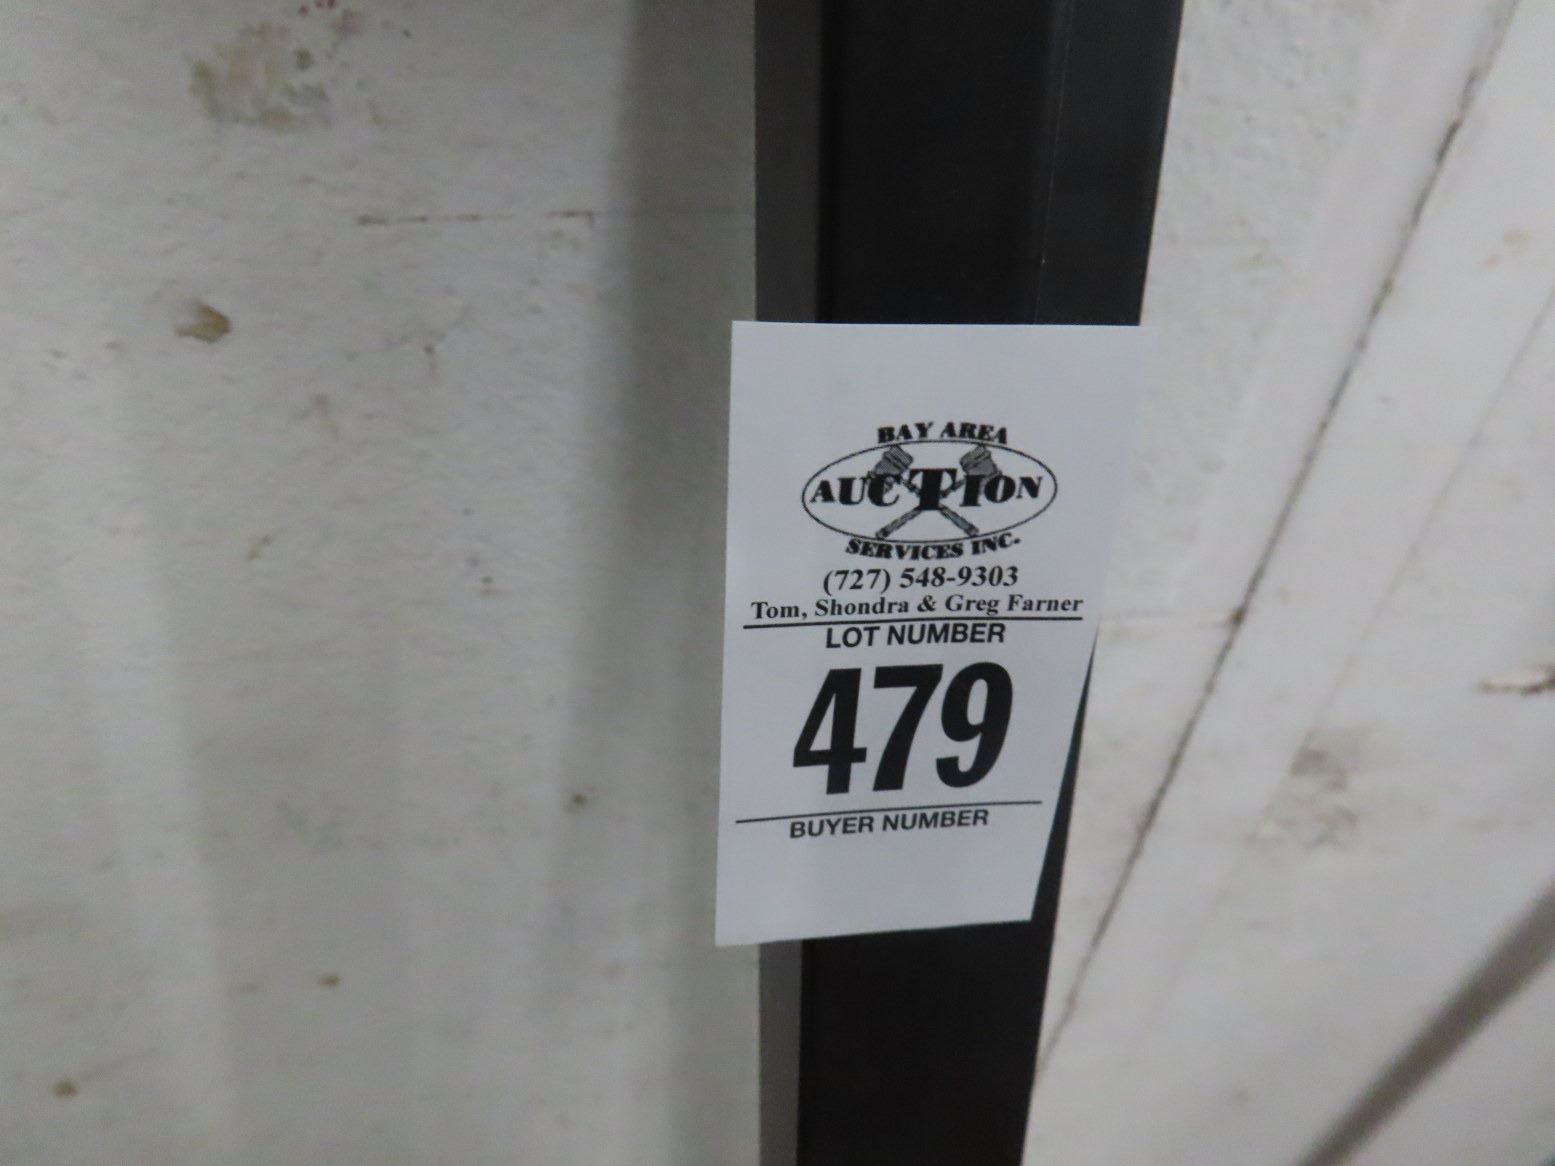 BAY AREA
AUCTION
SERVICES INC.
(727) 548-9303
Tom, Shondra & Greg Farner
LOT NUMBER
479
BUYER NUMBER